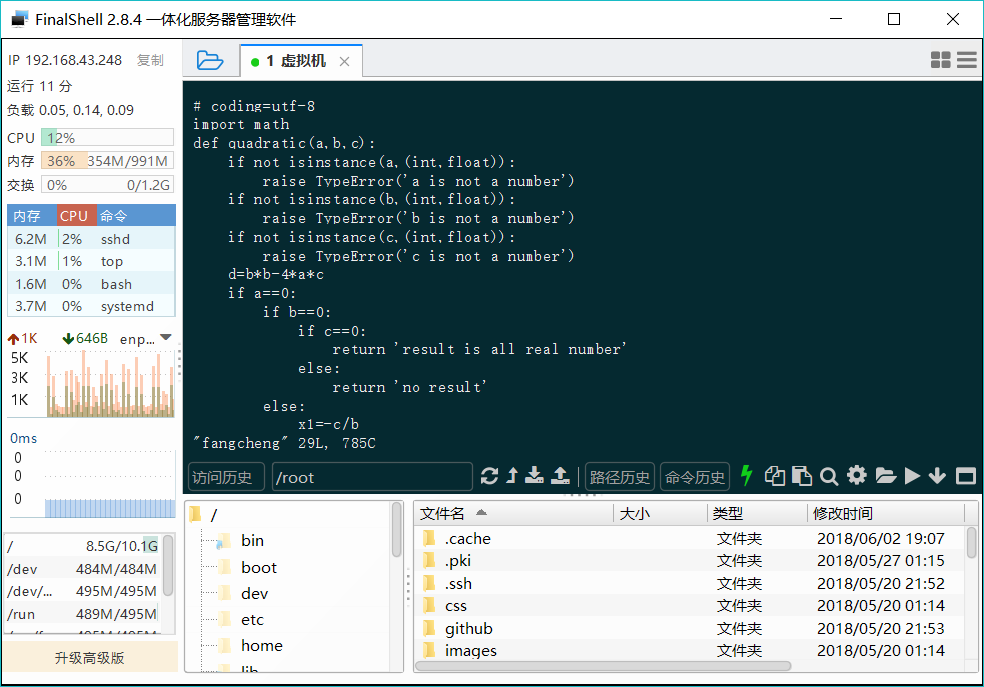 FinalShell 2.8.4 一体化服务器管理软件
IP 192.168.43.248 复制
运行 11 分
负载 0.05, 0.14, 0.09
CPU 12%
内存 36% 354M/991M
交换 0% 0/1.2G
内存 CPU 命令
6.2M 2% sshd
3.1M 1% top
1.6M 0% bash
3.7M 0% systemd
1K 646B enp...
5K
3K
1K
0ms
0
0
0
/ 8.5G/10.1G
/dev 484M/484M
/dev/... 495M/495M
/run 489M/495M
升级高级版
1 虚拟机
# coding=utf-8
import math
def quadratic(a,b,c):
    if not isinstance(a,(int,float)):
        raise TypeError('a is not a number')
    if not isinstance(b,(int,float)):
        raise TypeError('b is not a number')
    if not isinstance(c,(int,float)):
        raise TypeError('c is not a number')
    d=b*b-4*a*c
    if a==0:
        if b==0:
            if c==0:
                return 'result is all real number'
            else:
                return 'no result'
        else:
            x1=-c/b
"fangcheng" 29L, 785C
访问历史 /root 路径历史 命令历史
/
bin
boot
dev
etc
home
lib
文件名 大小 类型 修改时间
.cache 文件夹 2018/06/02 19:07
.pki 文件夹 2018/05/27 01:15
.ssh 文件夹 2018/05/20 21:52
css 文件夹 2018/05/20 01:14
github 文件夹 2018/05/20 21:53
images 文件夹 2018/05/20 01:14